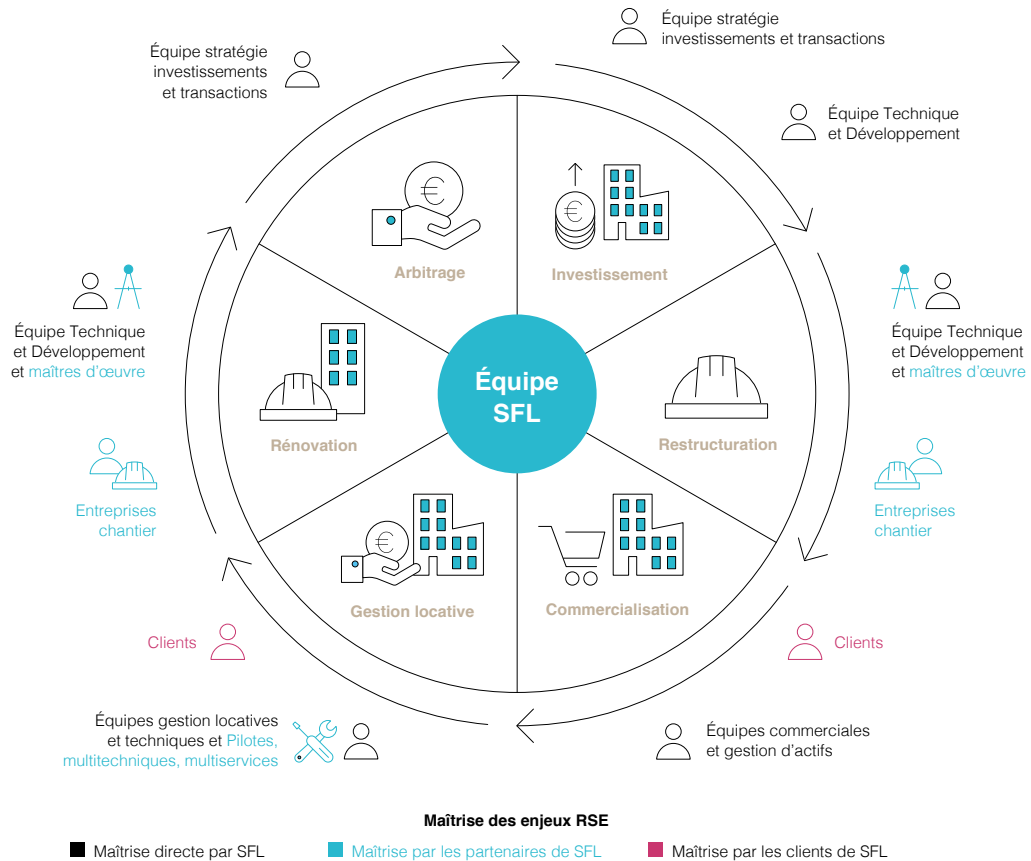 Équipe stratégie
investissements et transactions
Équipe stratégie
investissements
et transactions
Équipe Technique
et Développement
Arbitrage
Investissement
Équipe Technique
et Développement
et maîtres d'œuvre
Équipe Technique
et Développement
et maîtres d'œuvre
Équipe
SFL
Rénovation
Restructuration
Entreprises
chantier
Entreprises
chantier
Gestion locative
Commercialisation
Clients
Clients
Équipes gestion locatives
et techniques et Pilotes,
multitechniques, multiservices
Équipes commerciales
et gestion d'actifs
Maîtrise des enjeux RSE
Maîtrise directe par SFL
Maîtrise par les partenaires de SFL
Maîtrise par les clients de SFL